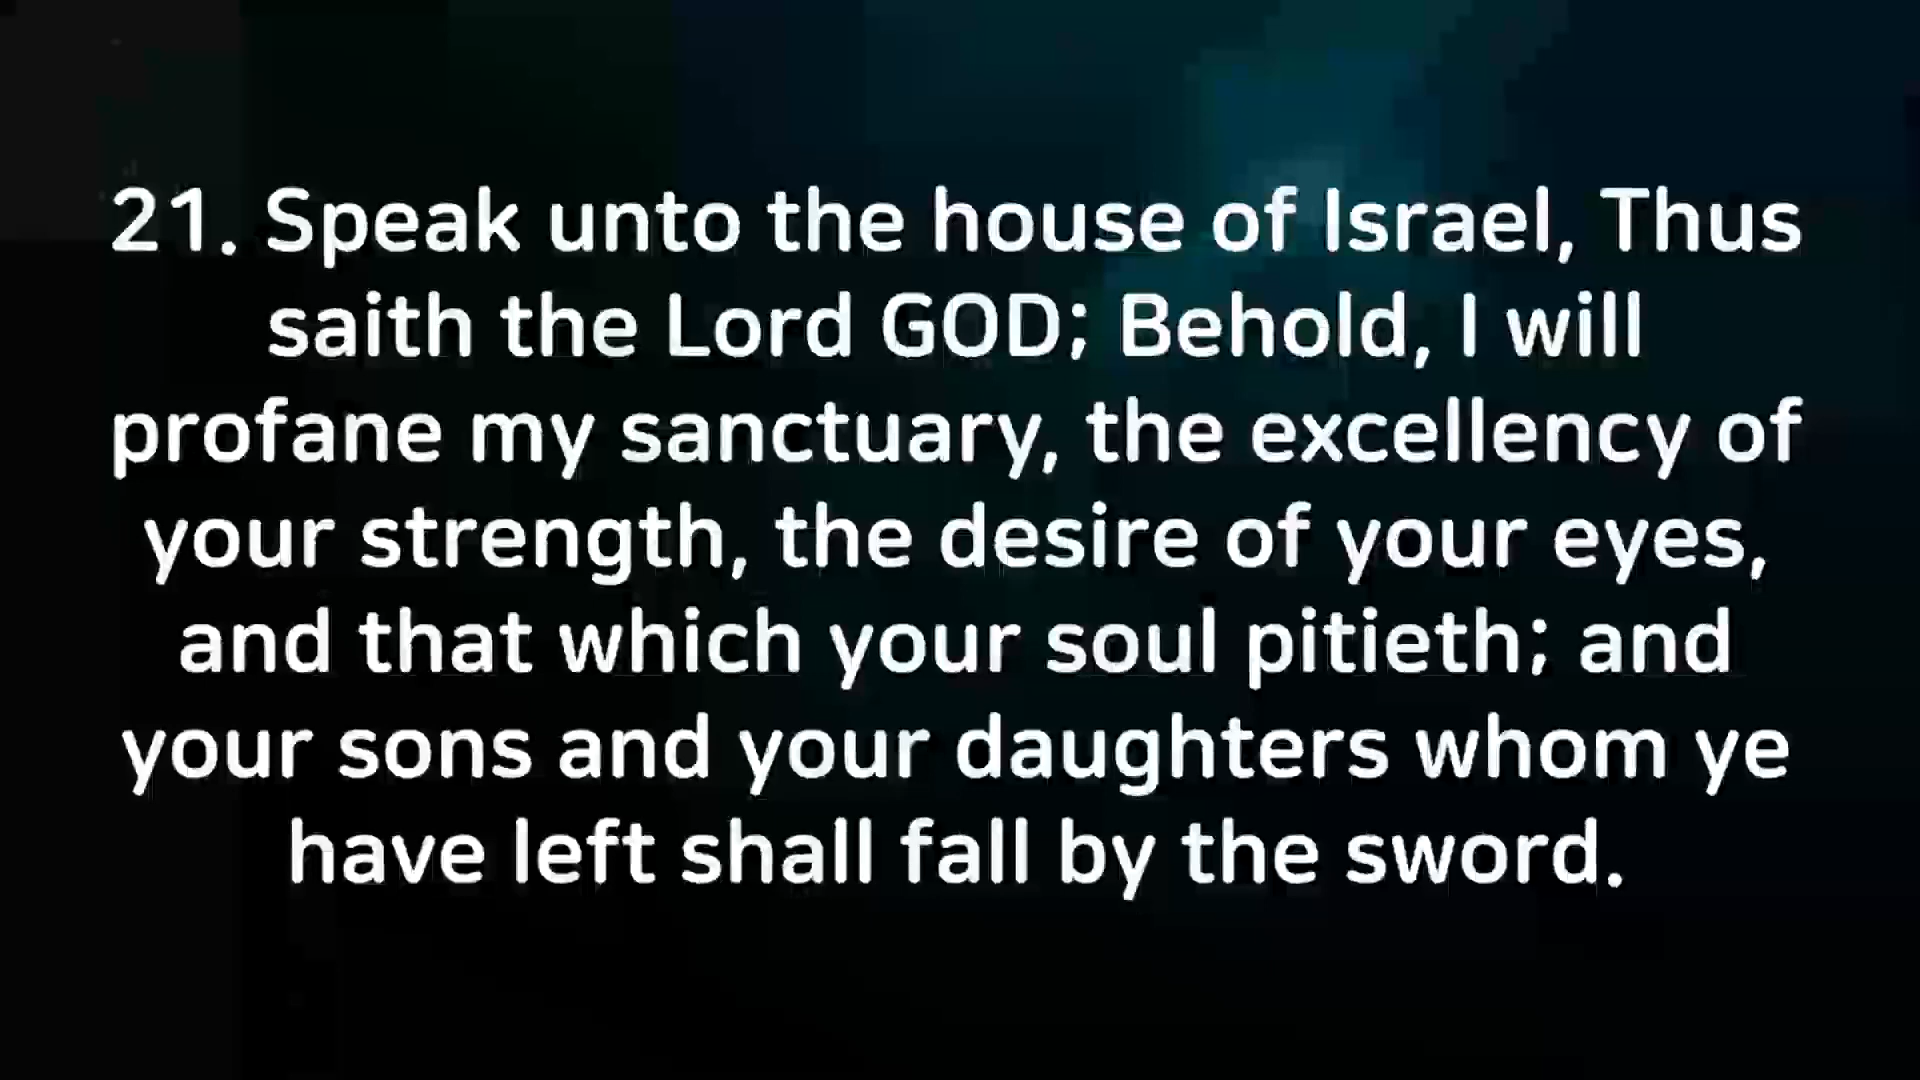 21. Speak unto the house of Israel, Thus
saith the Lord GOD; Behold, I will
profane my sanctuary, the excellency of
your strength, the desire of your eyes,
and that which your soul pitieth; and
your sons and your daughters whom ye
have left shall fall by the sword.